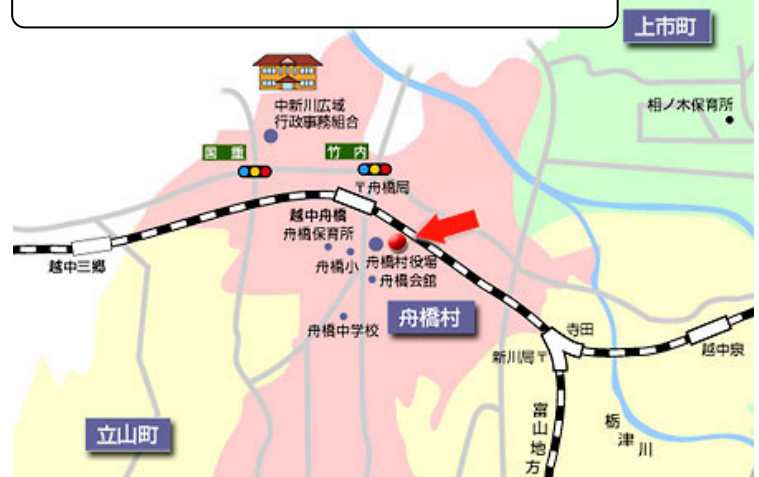 上市町
相ノ木保育所
中新川広域
行政事務組合
国重
竹内
〒舟橋局
越中舟橋
舟橋保育所
越中三郷
舟橋小
舟橋村役場
舟橋会館
舟橋中学校
舟橋村
寺田
新川局〒
越中泉
立山町
富山地方
栃津川